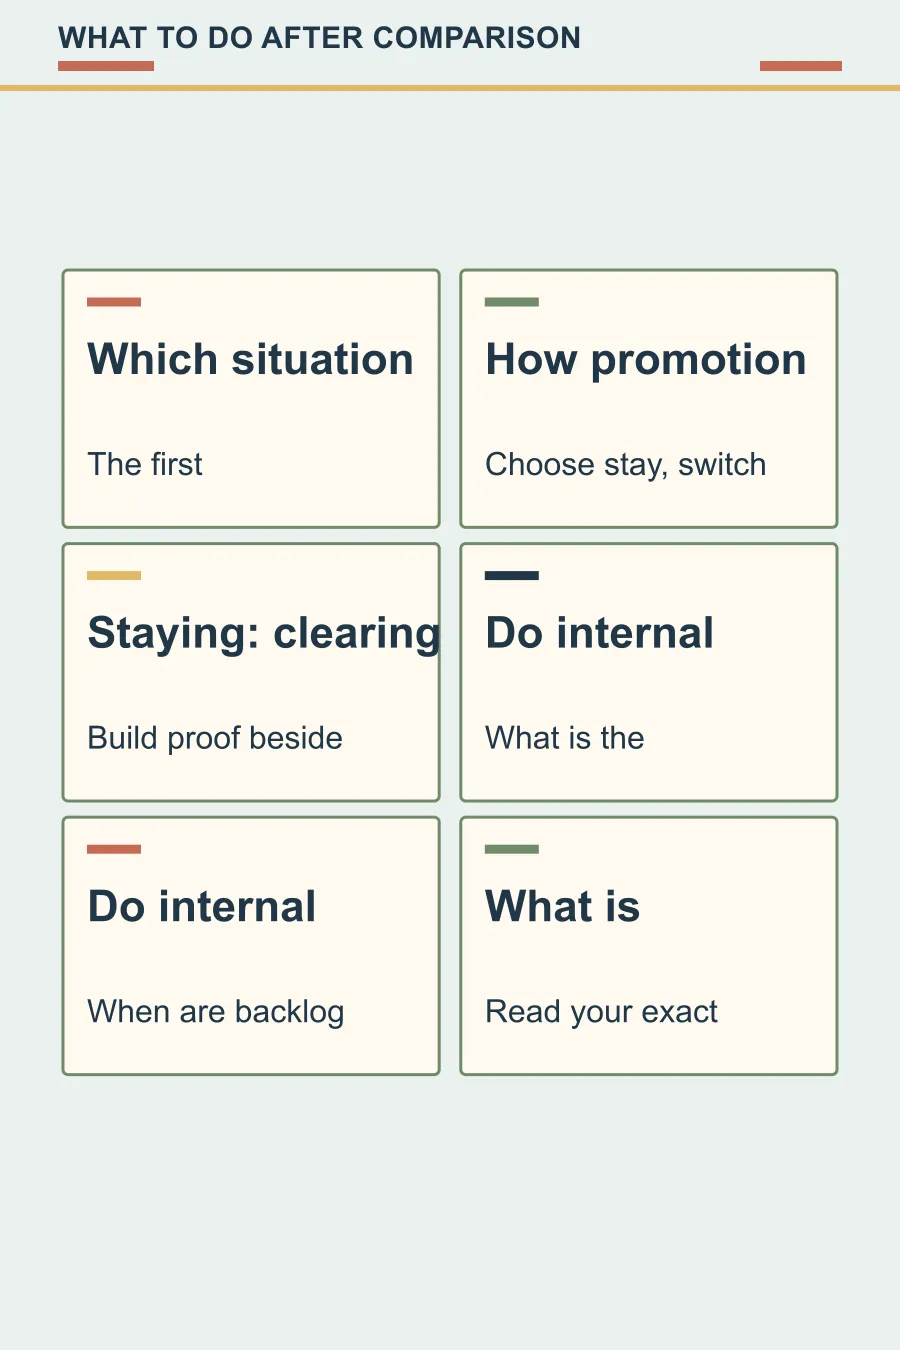 WHAT TO DO AFTER COMPARISON
Which situation
The first
How promotion
Choose stay, switch
Staying: clearing
Build proof beside
Do internal
What is the
Do internal
When are backlog
What is
Read your exact